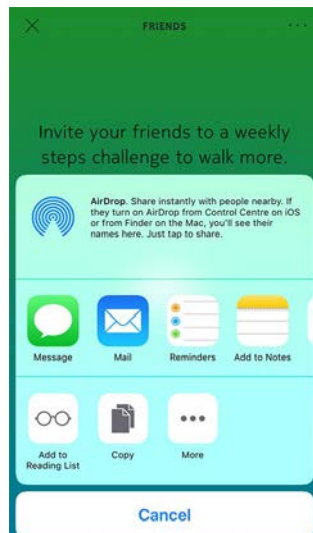 FRIENDS
Invite your friends to a weekly
steps challenge to walk more.
AirDrop. Share instantly with people nearby. If
they turn on AirDrop from Control Centre on iOS
or from Finder on the Mac, you'll see their
names here. Just tap to share.
Message Mail Reminders Add to Notes
Add to
Reading List
Copy
More
Cancel